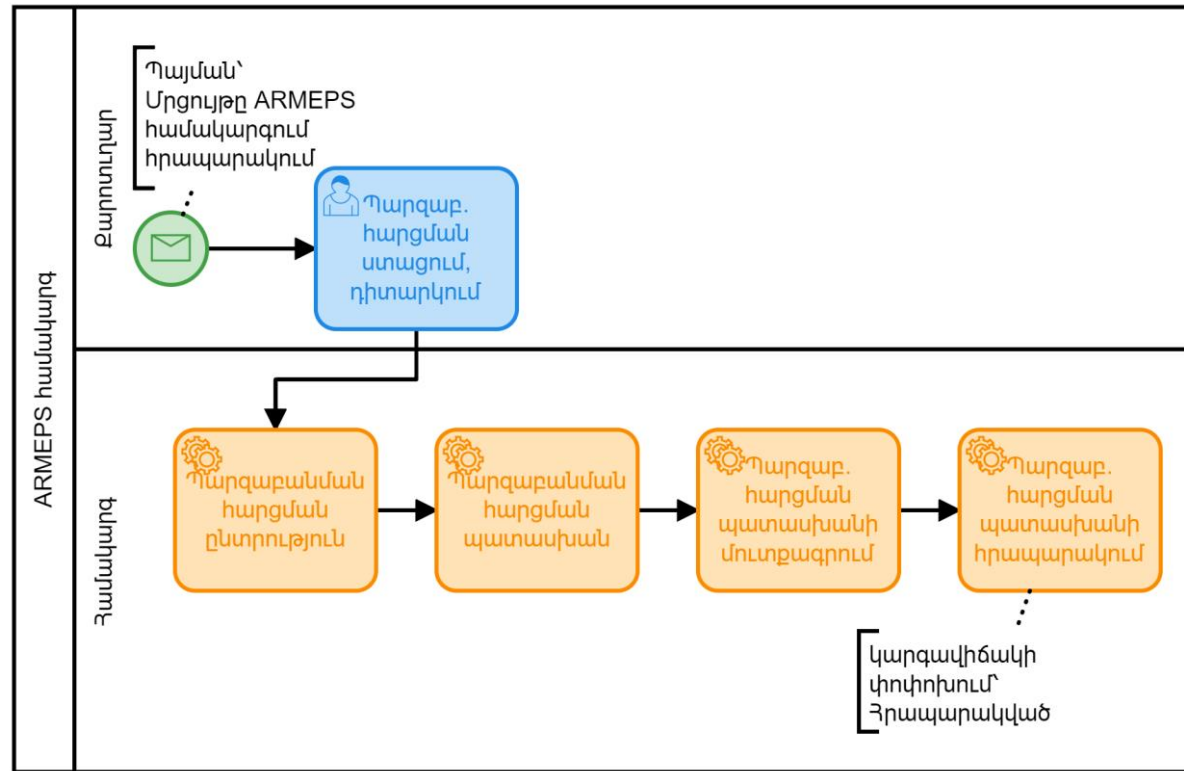 ARMEPS համակարգ
Քարտուղար
Պայման՝
Մրցույթը ARMEPS
համակարգում
հրապարակում
Պարզաբ.
հարցման
ստացում,
դիտարկում
Համակարգ
Պարզաբանման
հարցման
ընտրություն
Պարզաբանման
հարցման
պատասխան
Պարզաբ.
հարցման
պատասխանի
մուտքագրում
Պարզաբ.
հարցման
պատասխանի
հրապարակում
կարգավիճակի
փոփոխում՝
Հրապարակված